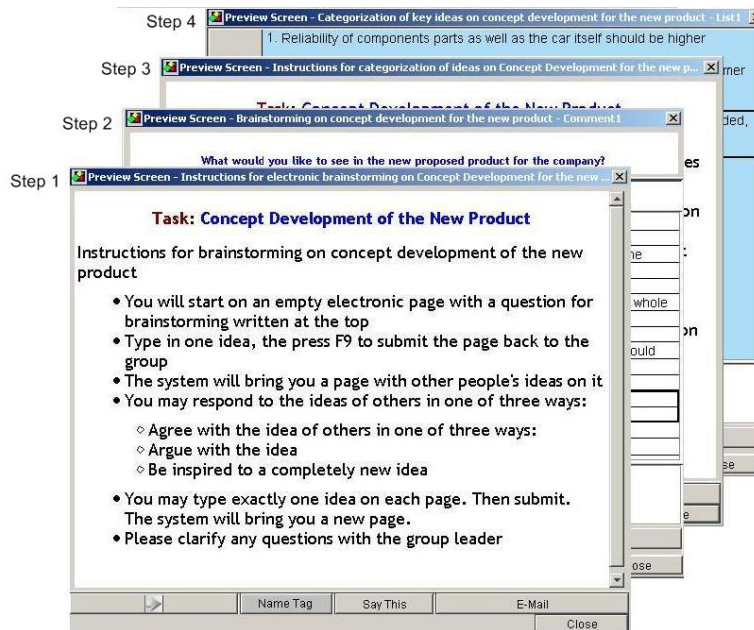 Step 4
Preview Screen - Categorization of key ideas on concept development for the new product - List1
1. Reliability of components parts as well as the car itself should be higher
Step 3
Preview Screen - Instructions for categorization of ideas on Concept Development for the new p...
mer
Task: Concept Development of the New Product
ded,
Step 2
Preview Screen - Brainstorming on concept development for the new product - Comment1
What would you like to see in the new proposed product for the company?
es
Step 1
Preview Screen - Instructions for electronic brainstorming on Concept Development for the new ...
Task: Concept Development of the New Product
on
Instructions for brainstorming on concept development of the new
product
ne
• You will start on an empty electronic page with a question for
brainstorming written at the top
whole
• Type in one idea, the press F9 to submit the page back to the
group
on
ould
• The system will bring you a page with other people's ideas on it
• You may respond to the ideas of others in one of three ways:
◦ Agree with the idea of others in one of three ways:
◦ Argue with the idea
◦ Be inspired to a completely new idea
se
• You may type exactly one idea on each page. Then submit.
The system will bring you a new page.
e
• Please clarify any questions with the group leader
ose
Name Tag
Say This
E-Mail
Close